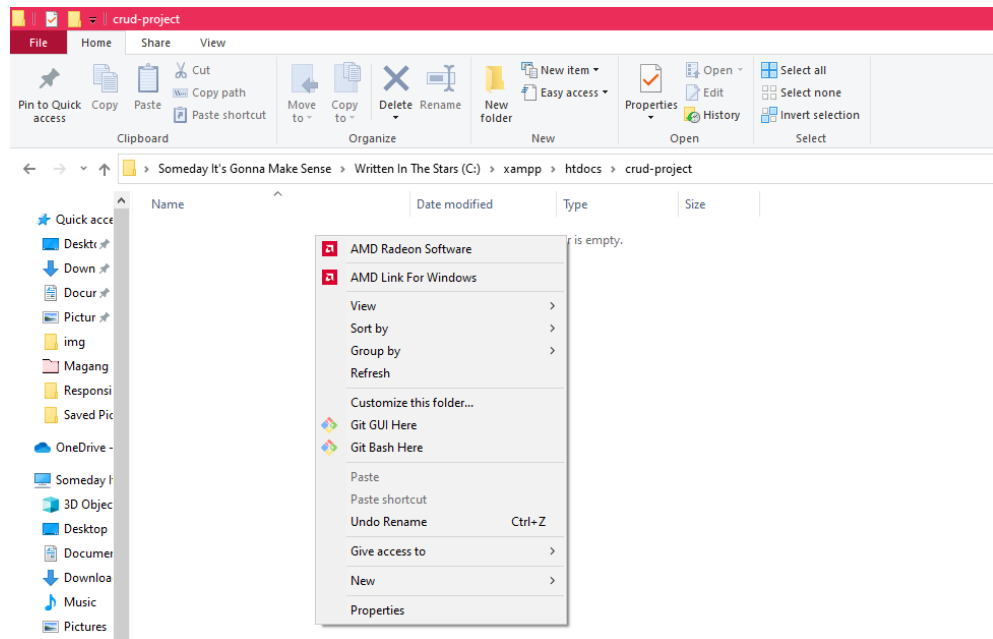 crud-project
File Home Share View
Pin to Quick access
Copy
Paste
Cut
Copy path
Paste shortcut
Clipboard
Move to
Copy to
Delete
Rename
Organize
New folder
New item
Easy access
New
Properties
Open
Edit
History
Open
Select all
Select none
Invert selection
Select
Someday It's Gonna Make Sense > Written In The Stars (C:) > xampp > htdocs > crud-project
Name Date modified Type Size
Quick acce
Deskt
Down
Docur
Pictur
img
Magang
Responsi
Saved Pic
OneDrive -
Someday I
3D Objec
Desktop
Documen
Downloa
Music
Pictures
r is empty.
AMD Radeon Software
AMD Link For Windows
View
Sort by
Group by
Refresh
Customize this folder...
Git GUI Here
Git Bash Here
Paste
Paste shortcut
Undo Rename Ctrl+Z
Give access to
New
Properties